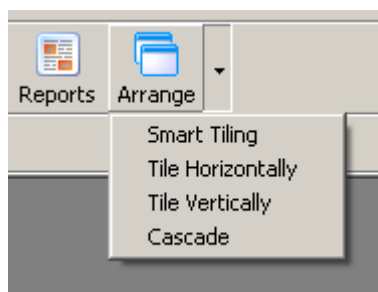 Reports Arrange
Smart Tiling
Tile Horizontally
Tile Vertically
Cascade